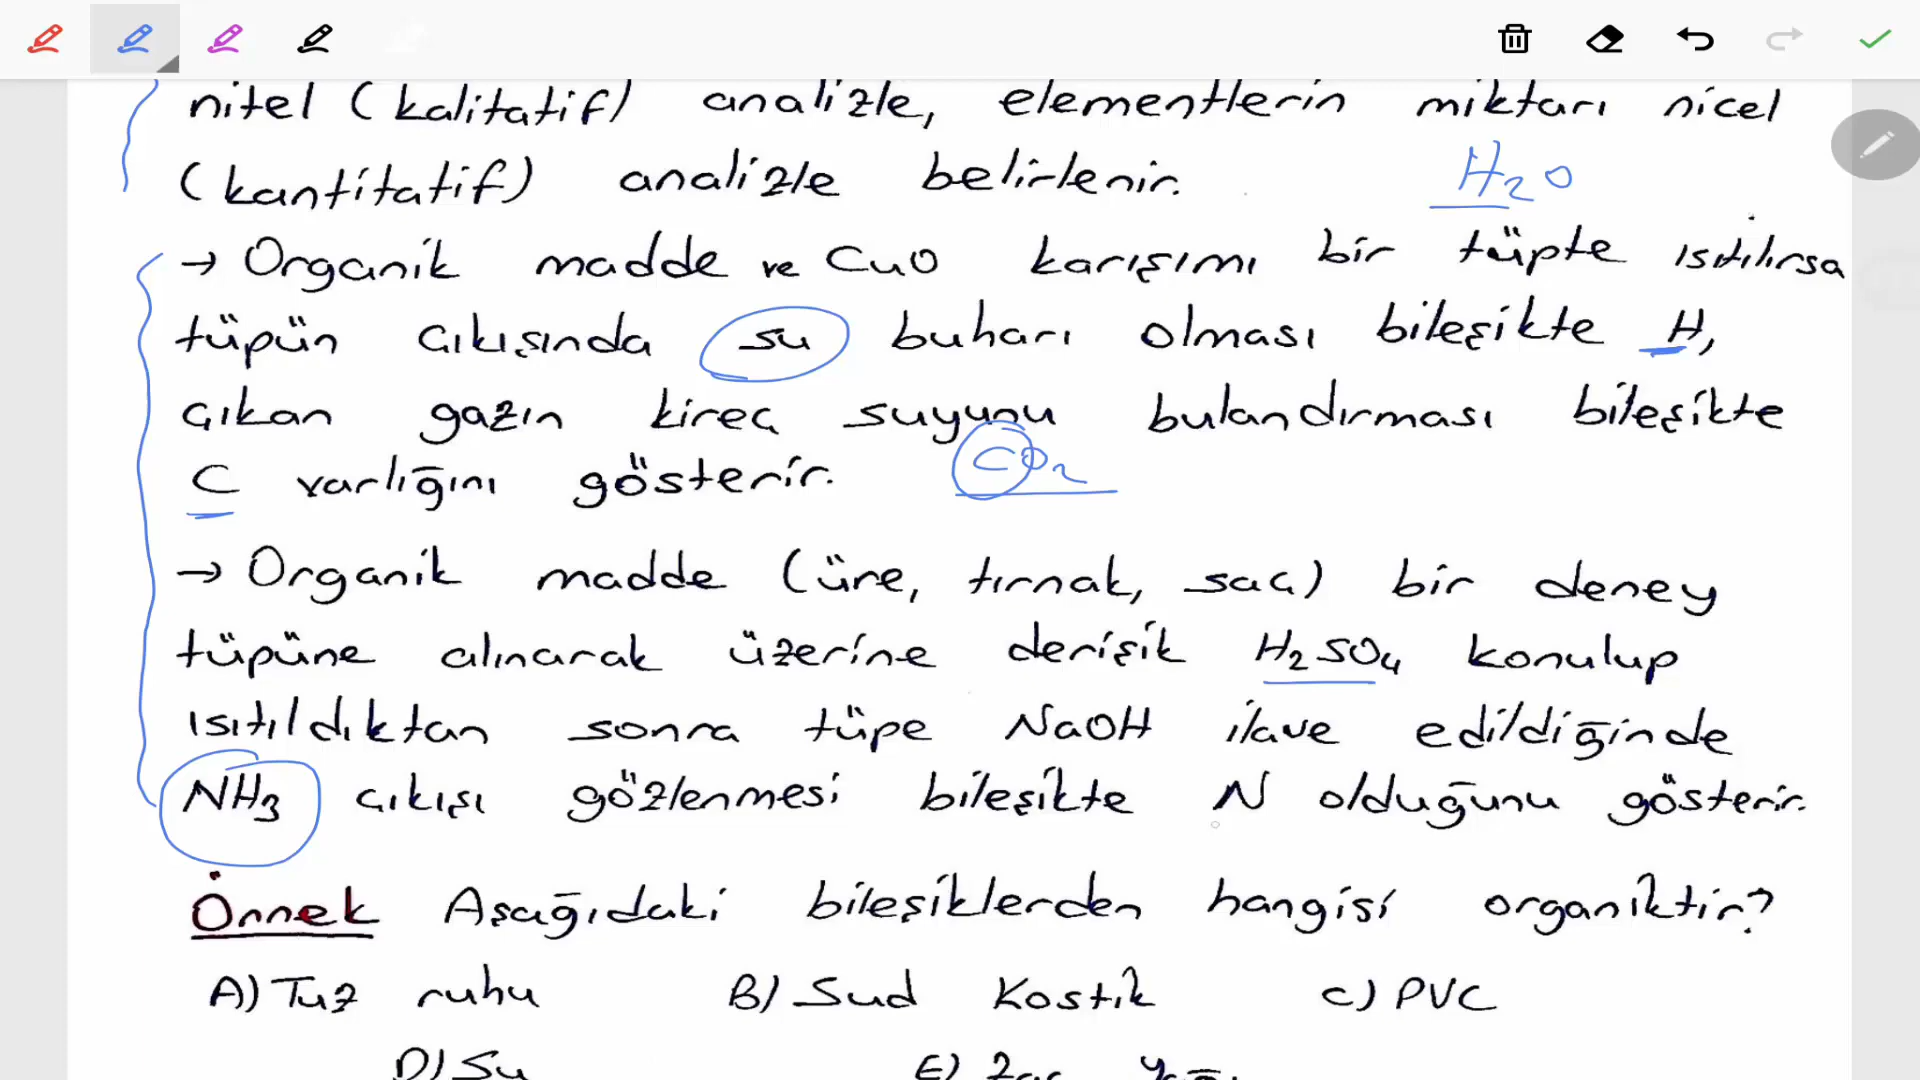 nitel (kalitatif) analizle, elementlerin miktarı nicel
(kantitatif) analizle belirlenir.
H₂O
→ Organik madde ve CuO karışımı bir tüpte ısıtılırsa
tüpün çıkışında su buharı olması bileşikte H,
çıkan gazın kireç suyunu bulandırması bileşikte
C varlığını gösterir.
CO₂
→ Organik madde (üre, tırnak, saç) bir deney
tüpüne alınarak üzerine derişik H₂SO₄ konulup
ısıtıldıktan sonra tüpe NaOH ilave edildiğinde
NH₃ çıkışı gözlenmesi bileşikte N olduğunu gösterir.
Örnek Aşağıdaki bileşiklerden hangisi organiktir?
A) Tuz ruhu B) Sud Kostik C) PVC
D) Su E) Zaç yağı